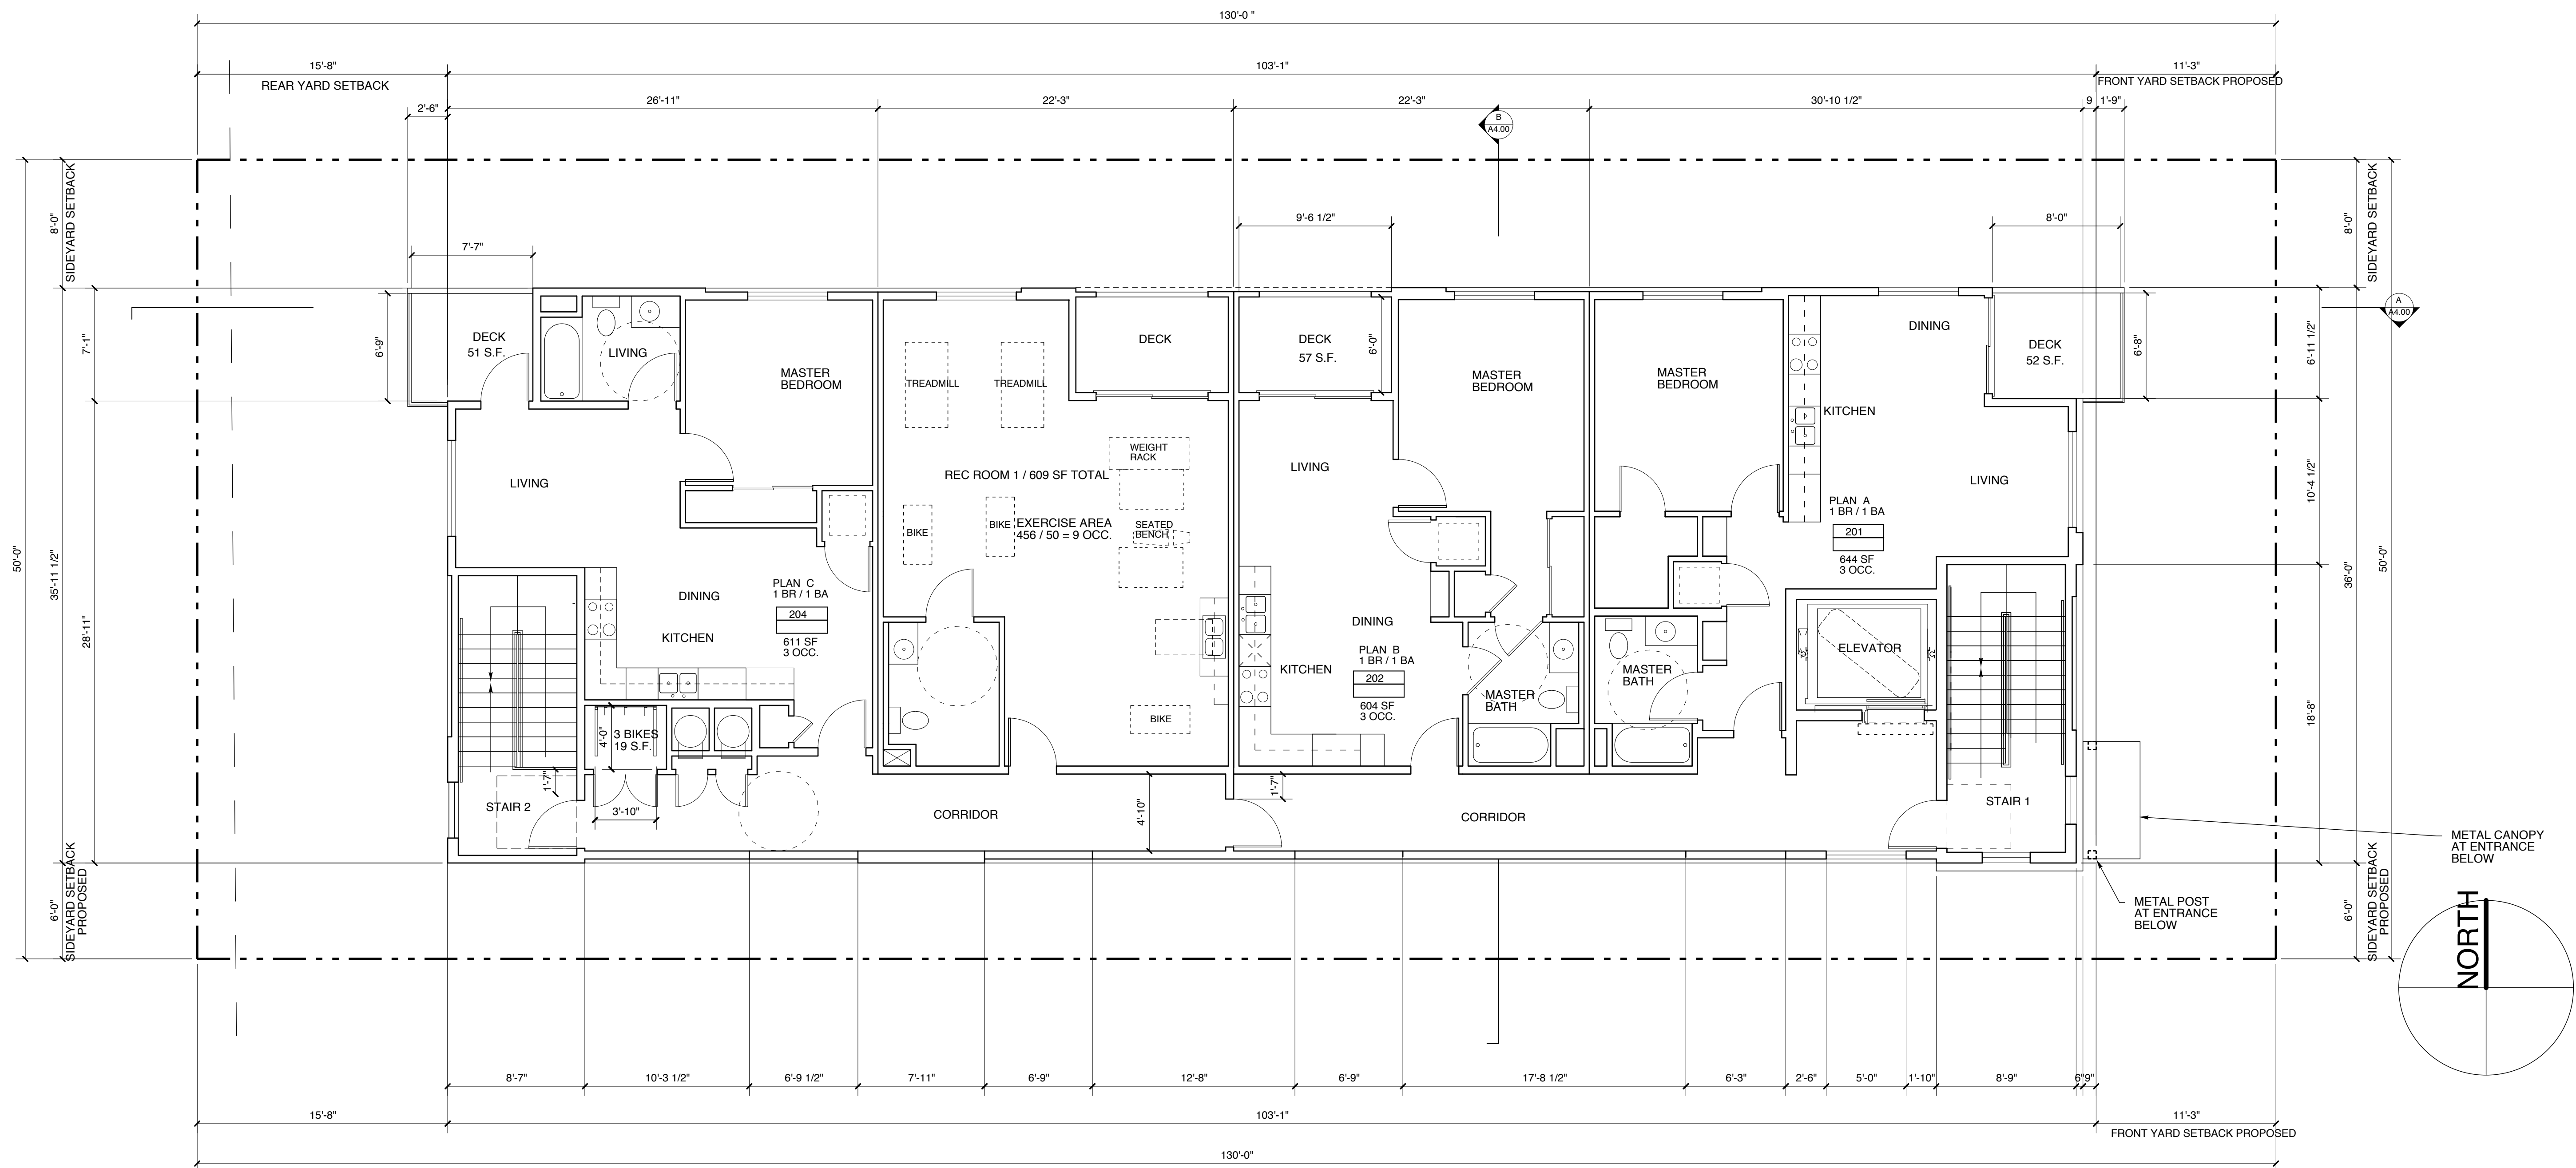 130'-0 "
15'-8"
103'-1"
11'-3"
REAR YARD SETBACK
FRONT YARD SETBACK PROPOSED
2'-6"
26'-11"
22'-3"
22'-3"
30'-10 1/2"
9
1'-9"
B
A4.00
SIDEYARD SETBACK
8'-0"
9'-6 1/2"
8'-0"
8'-0"
SIDEYARD SETBACK
7'-7"
A
A4.00
7'-1"
6'-9"
DECK
51 S.F.
LIVING
MASTER
BEDROOM
TREADMILL
TREADMILL
DECK
DECK
57 S.F.
6'-0"
MASTER
BEDROOM
MASTER
BEDROOM
DINING
KITCHEN
DECK
52 S.F.
6'-8"
6'-11 1/2"
LIVING
REC ROOM 1 / 609 SF TOTAL
WEIGHT
RACK
LIVING
LIVING
10'-4 1/2"
BIKE
BIKE
EXERCISE AREA
456 / 50 = 9 OCC.
SEATED
BENCH
PLAN A
1 BR / 1 BA
201
644 SF
3 OCC.
50'-0"
35'-11 1/2"
28'-11"
36'-0"
50'-0"
DINING
KITCHEN
PLAN C
1 BR / 1 BA
204
611 SF
3 OCC.
DINING
KITCHEN
PLAN B
1 BR / 1 BA
202
604 SF
3 OCC.
MASTER
BATH
MASTER
BATH
ELEVATOR
18'-8"
BIKE
4'-0"
3 BIKES
19 S.F.
1'-7"
3'-10"
STAIR 2
CORRIDOR
4'-10"
1'-7"
CORRIDOR
STAIR 1
METAL CANOPY
AT ENTRANCE
BELOW
METAL POST
AT ENTRANCE
BELOW
6'-0"
SIDEYARD SETBACK
PROPOSED
6'-0"
SIDEYARD SETBACK
PROPOSED
NORTH
8'-7"
10'-3 1/2"
6'-9 1/2"
7'-11"
6'-9"
12'-8"
6'-9"
17'-8 1/2"
6'-3"
2'-6"
5'-0"
1'-10"
8'-9"
6"
9"
15'-8"
103'-1"
11'-3"
FRONT YARD SETBACK PROPOSED
130'-0"